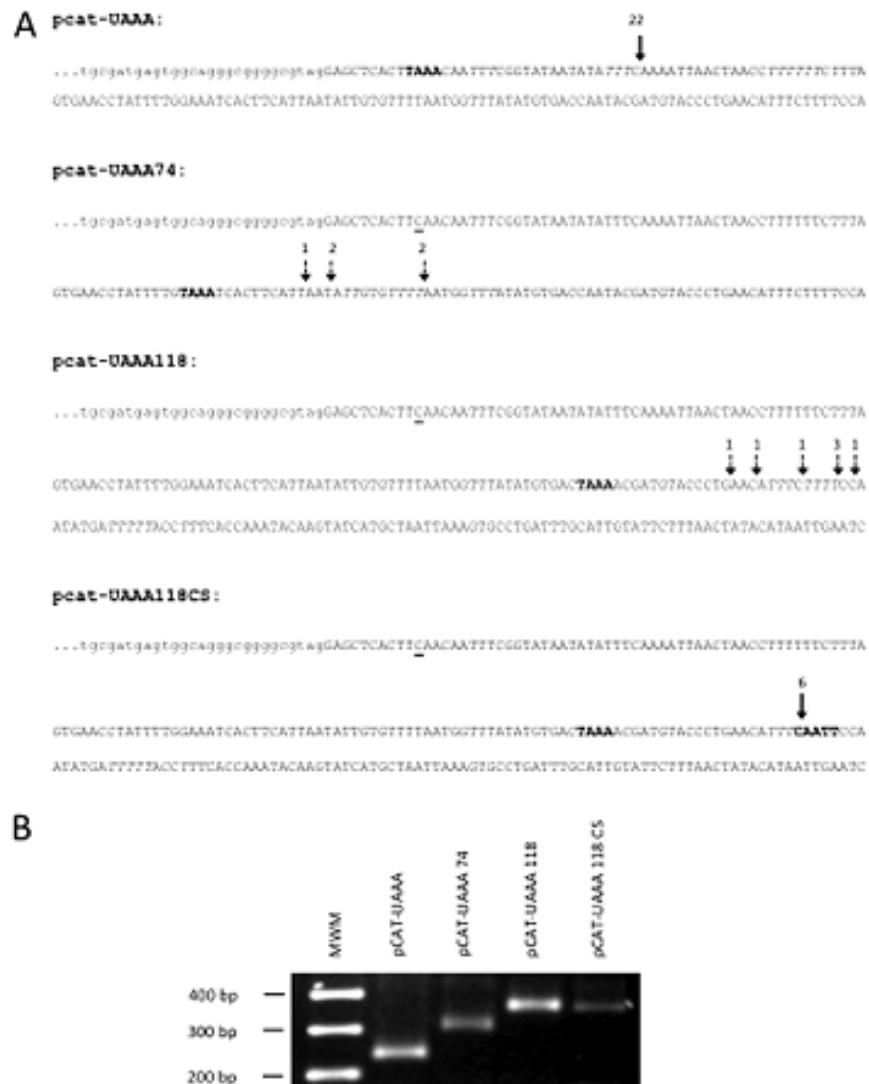 A
pcat-UAAA:
22
...tgcgatgagtggcagggcggggcgtagGAGCTCACTTAAACAATTTCGGTATAATATATTTCAAAATTAACTAACCTTTTTTCTTTA
GTGAACCTATTTTGGAAATCACTTCATTAATATTGTGTTTTAATGGTTTATATGTGACCAATACGATGTACCCTGAACATTTCTTTTCCA
pcat-UAAA74:
...tgcgatgagtggcagggcggggcgtagGAGCTCACTTCAACAATTTCGGTATAATATATTTCAAAATTAACTAACCTTTTTTCTTTA
1 2 2
GTGAACCTATTTTGTAAATCACTTCATTAATATTGTGTTTTAATGGTTTATATGTGACCAATACGATGTACCCTGAACATTTCTTTTCCA
pcat-UAAA118:
...tgcgatgagtggcagggcggggcgtagGAGCTCACTTCAACAATTTCGGTATAATATATTTCAAAATTAACTAACCTTTTTTCTTTA
1 1 1 3 1
GTGAACCTATTTTGGAAATCACTTCATTAATATTGTGTTTTAATGGTTTATATGTGACTAAAACGATGTACCCTGAACATTTCTTTTCCA
ATATGATTTTTACCTTTCACCAAATACAAGTATCATGCTAATTAAAGTGCCTGATTTGCATTGTATTCTTTAACTATACATAATTGAATC
pcat-UAAA118CS:
...tgcgatgagtggcagggcggggcgtagGAGCTCACTTCAACAATTTCGGTATAATATATTTCAAAATTAACTAACCTTTTTTCTTTA
6
GTGAACCTATTTTGGAAATCACTTCATTAATATTGTGTTTTAATGGTTTATATGTGACTAAAACGATGTACCCTGAACATTTCAATTCCA
ATATGATTTTTACCTTTCACCAAATACAAGTATCATGCTAATTAAAGTGCCTGATTTGCATTGTATTCTTTAACTATACATAATTGAATC
B
MWM
pCAT-UAAA
pCAT-UAAA 74
pCAT-UAAA 118
pCAT-UAAA 118 CS
400 bp
300 bp
200 bp